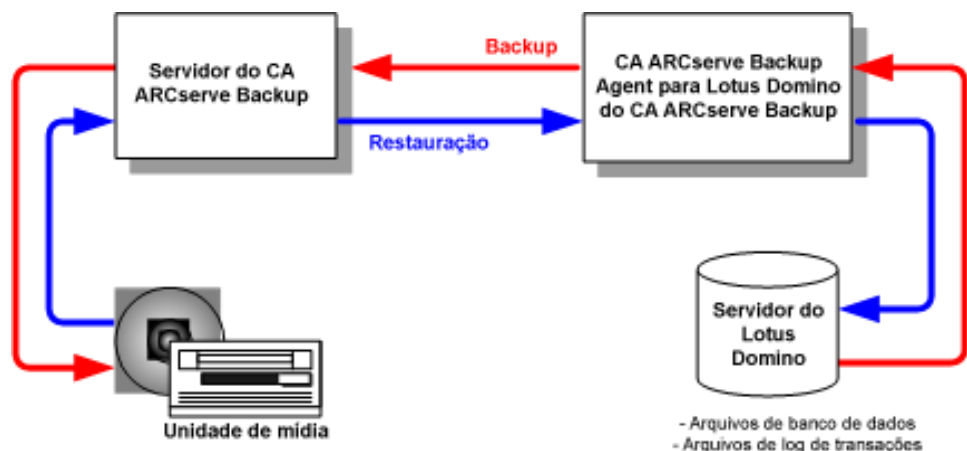 Servidor do CA
ARCserve Backup
Backup
Restauração
CA ARCserve Backup
Agent para Lotus Domino
do CA ARCserve Backup
Unidade de mídia
Servidor do
Lotus
Domino
- Arquivos de banco de dados
- Arquivos de log de transações